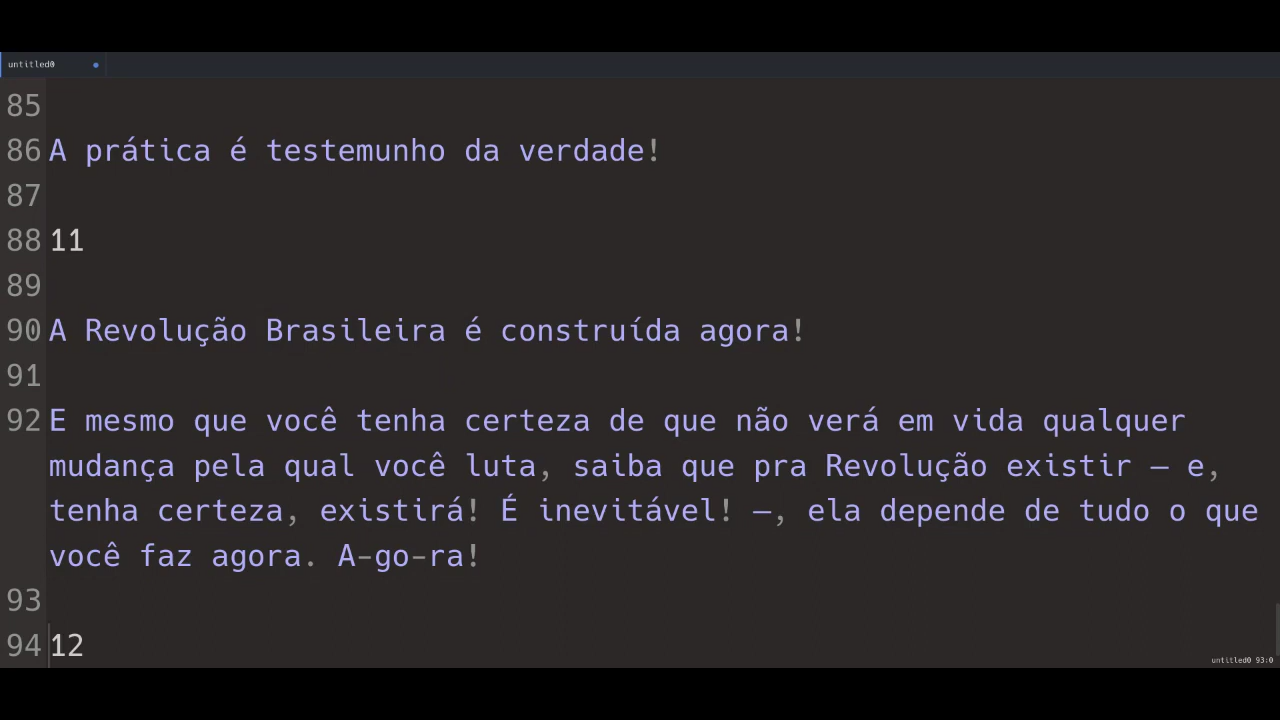 untitled0
85
86 A prática é testemunho da verdade!
87
88 11
89
90 A Revolução Brasileira é construída agora!
91
92 E mesmo que você tenha certeza de que não verá em vida qualquer
mudança pela qual você luta, saiba que pra Revolução existir — e,
tenha certeza, existirá! É inevitável! —, ela depende de tudo o que
você faz agora. A-go-ra!
93
94 12
untitled0 93:0